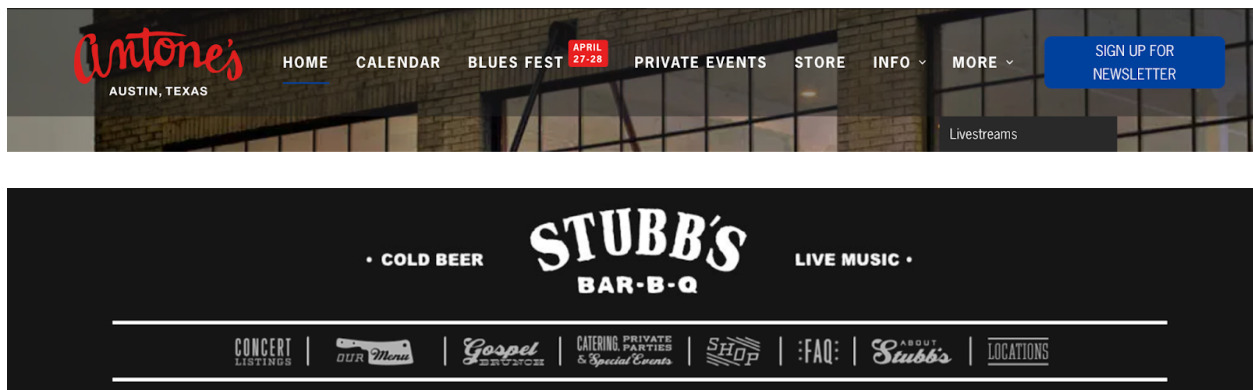 antone's
AUSTIN, TEXAS
HOME CALENDAR BLUES FEST APRIL 27-28 PRIVATE EVENTS STORE INFO MORE
SIGN UP FOR
NEWSLETTER
Livestreams
• COLD BEER
STUBB'S
BAR-B-Q
LIVE MUSIC •
CONCERT
LISTINGS
OUR Menu
Gospel
BRUNCH
CATERING, PRIVATE PARTIES
& Special Events
SHOP
:FAQ:
ABOUT
Stubb's
LOCATIONS